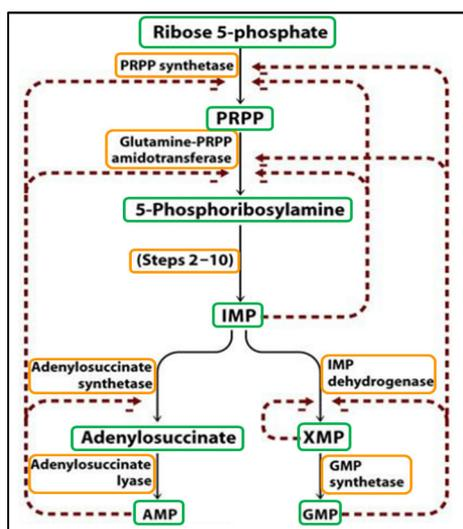 Ribose 5-phosphate
PRPP synthetase
PRPP
Glutamine-PRPP
amidotransferase
5-Phosphoribosylamine
(Steps 2–10)
IMP
Adenylosuccinate
synthetase
IMP
dehydrogenase
Adenylosuccinate
XMP
Adenylosuccinate
lyase
GMP
synthetase
AMP
GMP